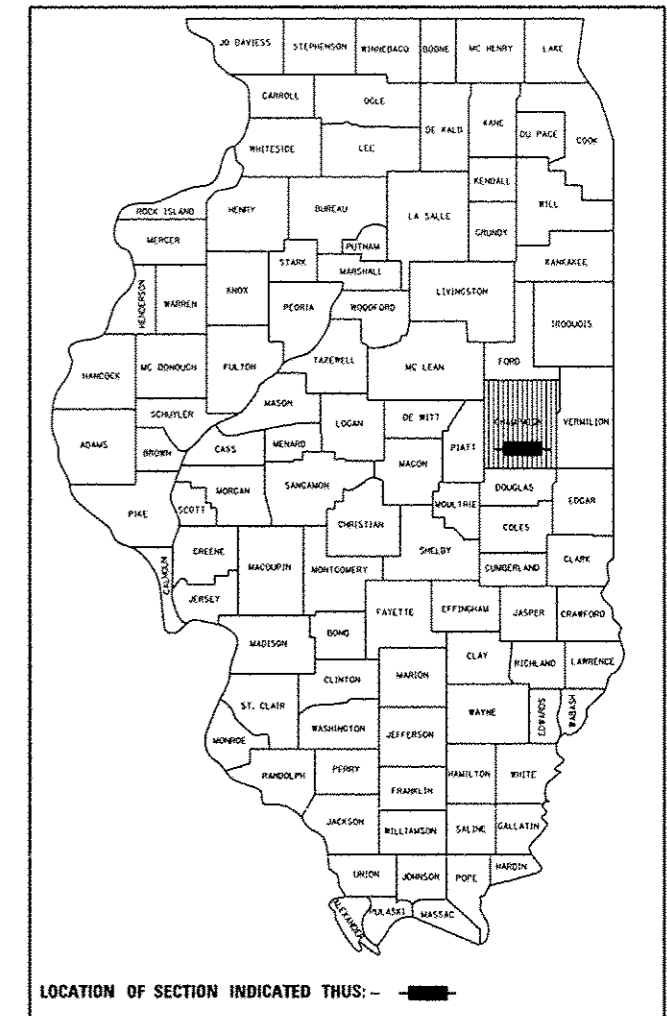 JO DAVIESS STEPHENSON WINNEBAGO BOONE MC HENRY LAKE
CARROLL OGLE DE KALB KANE DU PAGE COOK
WHITESIDE LEE KENDALL WILL
ROCK ISLAND HENRY BUREAU LA SALLE GRUNDY
MERCER STARK PUTNAM MARSHALL KANKAKEE
HENDERSON WARREN KNOX PEORIA WOODFORD LIVINGSTON IROQUOIS
HANCOCK MC DONOUGH FULTON TAZEWELL MC LEAN FORD
SCHUYLER MASON LOGAN DE WITT PIATT CHAMPAIGN VERMILION
ADAMS BROWN CASS MENARD MACON
PIKE SCOTT MORGAN SANGAMON CHRISTIAN MOULTRIE DOUGLAS EDGAR
COLES
CALHOUN GREENE MACOUPIN MONTGOMERY SHELBY CUMBERLAND CLARK
JERSEY FAYETTE EFFINGHAM JASPER CRAWFORD
MADISON BOND CLAY RICHLAND LAWRENCE
CLINTON MARION
ST. CLAIR WASHINGTON JEFFERSON WAYNE EDWARDS WABASH
MONROE
RANDOLPH PERRY FRANKLIN HAMILTON WHITE
JACKSON WILLIAMSON SALINE GALLATIN
UNION JOHNSON POPE HARDIN
ALEXANDER PULASKI MASSAC
LOCATION OF SECTION INDICATED THUS: –